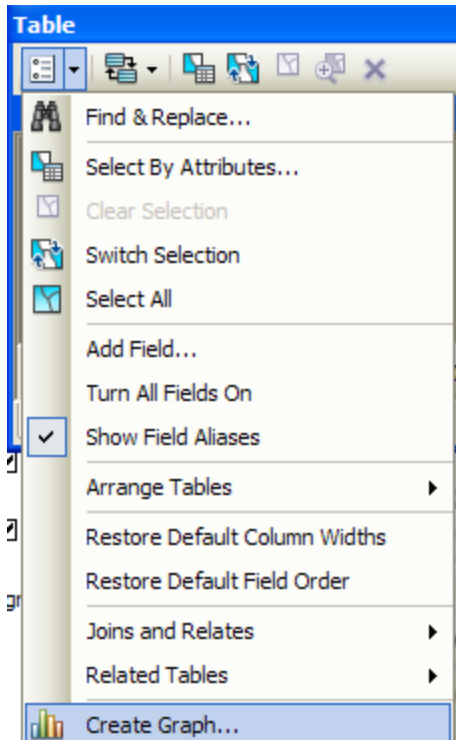 Table
Find & Replace...
Select By Attributes...
Clear Selection
Switch Selection
Select All
Add Field...
Turn All Fields On
Show Field Aliases
Arrange Tables
Restore Default Column Widths
Restore Default Field Order
gr
Joins and Relates
Related Tables
Create Graph...